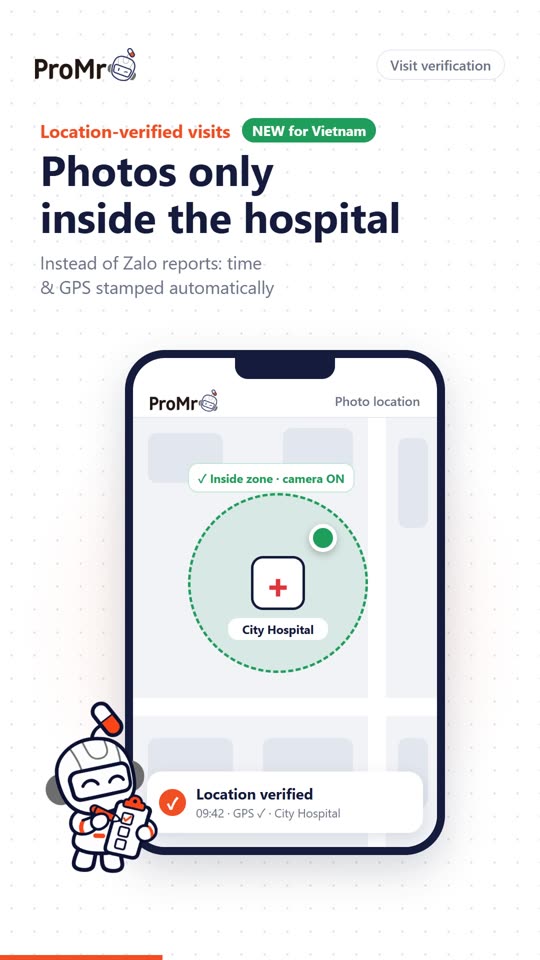 ProMr
Visit verification
Location-verified visits
NEW for Vietnam
Photos only
inside the hospital
Instead of Zalo reports: time
& GPS stamped automatically
ProMr
Photo location
✓ Inside zone · camera ON
City Hospital
✓ Location verified
09:42 · GPS ✓ · City Hospital